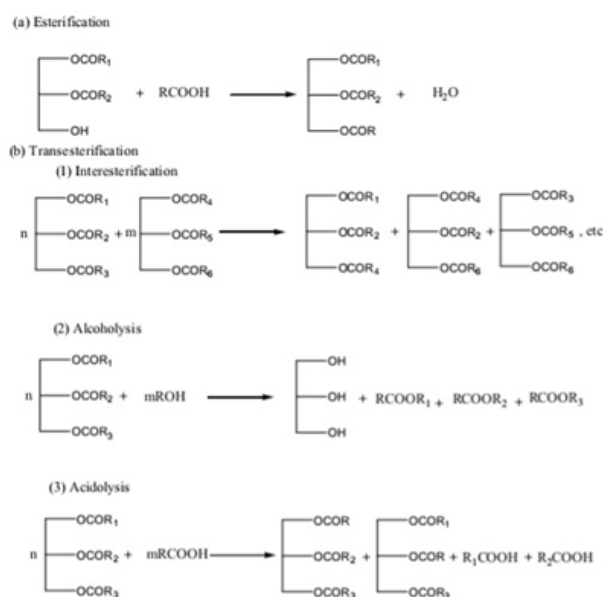 (a) Esterification
OCOR₁ OCOR₁
OCOR₂ + RCOOH OCOR₂ + H₂O
OH OCOR
(b) Transesterification
(1) Interesterification
OCOR₁ OCOR₄ OCOR₁ OCOR₄ OCOR₃
n OCOR₂ + m OCOR₅ OCOR₂ + OCOR₂ + OCOR₅ , etc
OCOR₃ OCOR₆ OCOR₄ OCOR₆ OCOR₆
(2) Alcoholysis
OCOR₁ OH
n OCOR₂ + mROH OH + RCOOR₁ + RCOOR₂ + RCOOR₃
OCOR₃ OH
(3) Acidolysis
OCOR₁ OCOR OCOR₁
n OCOR₂ + mRCOOH OCOR₂ + OCOR + R₁COOH + R₂COOH
OCOR₃ OCOR₃ OCOR₃